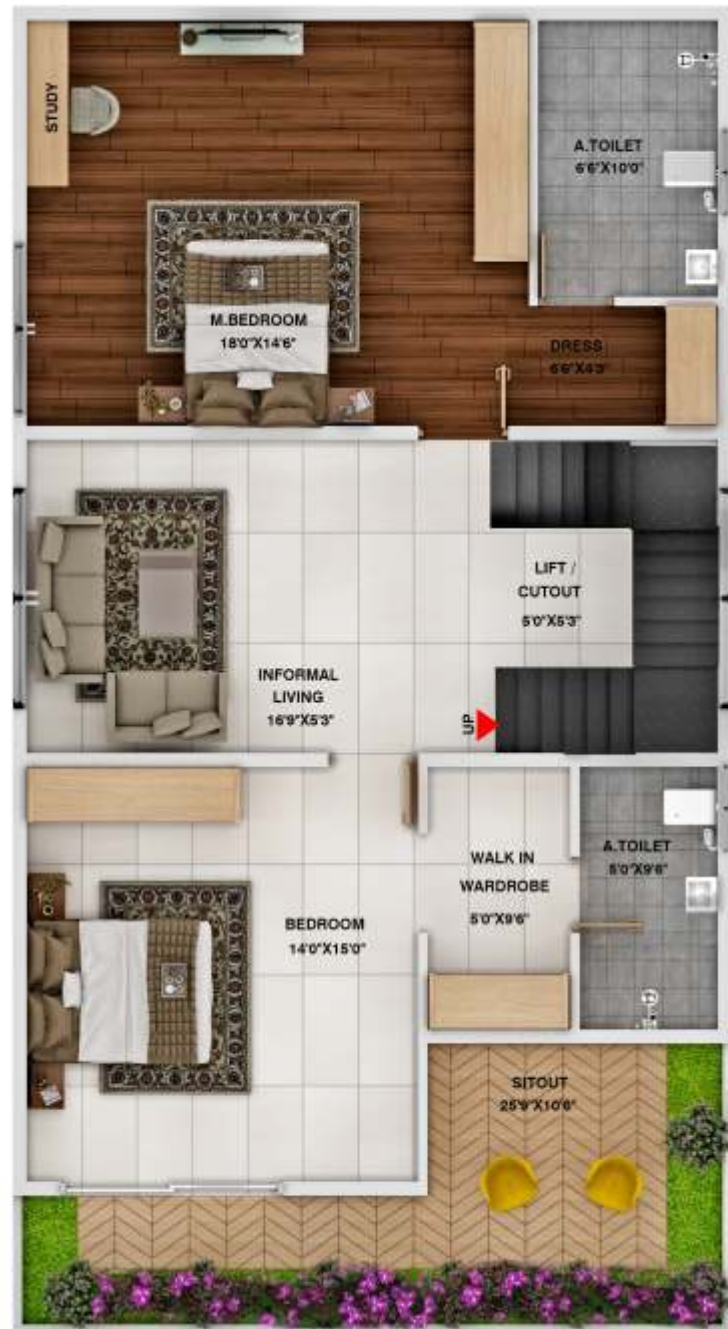 STUDY
A.TOILET
6'6"X10'0"
M.BEDROOM
18'0"X14'6"
DRESS
6'6"X4'3"
LIFT /
CUTOUT
5'0"X5'3"
INFORMAL
LIVING
16'9"X5'3"
UP
A.TOILET
5'0"X9'6"
WALK IN
WARDROBE
5'0"X9'6"
BEDROOM
14'0"X15'0"
SITOUT
25'9"X10'6"